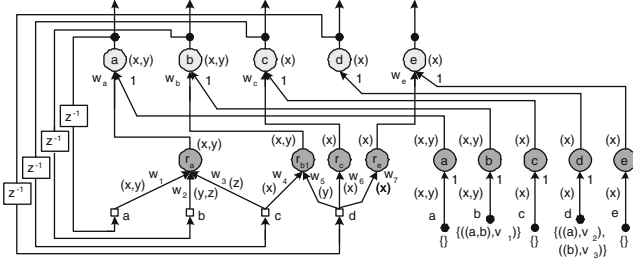 a (x,y) b (x,y) c (x) d (x) e (x)
w_a 1 w_b 1 w_c 1 1 w_e 1
z⁻¹
z⁻¹
z⁻¹
z⁻¹
(x,y) (x,y) (x) (x) (x,y) (x,y) (x) (x) (x)
r_a r_b1 r_c r_e a b c d e
(x,y) w_1 w_2 (y,z) w_3 (z) (x) w_4 w_5 (y) (x) w_6 (x) w_7 (x,y) 1 (x,y) 1 (x) 1 (x) 1 (x) 1
a b c d a b c d e
{} {((a,b),v_1)} {} {((a),v_2), {}
((b),v_3)}